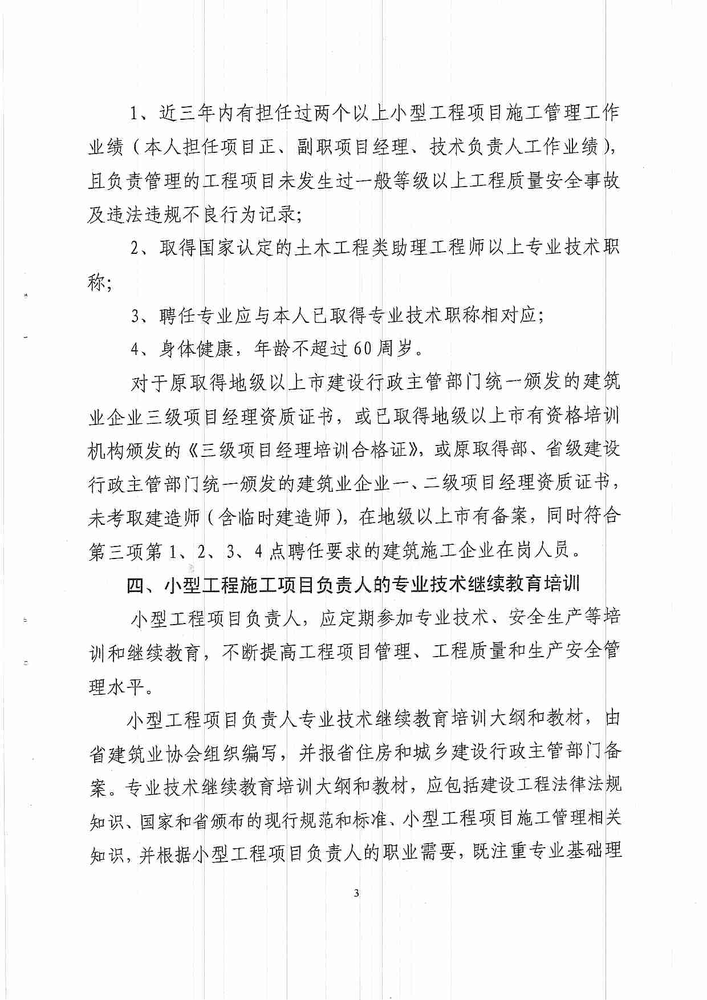 1、近三年内有担任过两个以上小型工程项目施工管理工作
业绩（本人担任项目正、副职项目经理、技术负责人工作业绩），
且负责管理的工程项目未发生过一般等级以上工程质量安全事故
及违法违规不良行为记录；
2、取得国家认定的土木工程类助理工程师以上专业技术职
称；
3、聘任专业应与本人已取得专业技术职称相对应；
4、身体健康，年龄不超过 60 周岁。
对于原取得地级以上市建设行政主管部门统一颁发的建筑
业企业三级项目经理资质证书，或已取得地级以上市有资格培训
机构颁发的《三级项目经理培训合格证》，或原取得部、省级建设
行政主管部门统一颁发的建筑业企业一、二级项目经理资质证书，
未考取建造师（含临时建造师），在地级以上市有备案，同时符合
第三项第 1、2、3、4 点聘任要求的建筑施工企业在岗人员。
四、小型工程施工项目负责人的专业技术继续教育培训
小型工程项目负责人，应定期参加专业技术、安全生产等培
训和继续教育，不断提高工程项目管理、工程质量和生产安全管
理水平。
小型工程项目负责人专业技术继续教育培训大纲和教材，由
省建筑业协会组织编写，并报省住房和城乡建设行政主管部门备
案。专业技术继续教育培训大纲和教材，应包括建设工程法律法规
知识、国家和省颁布的现行规范和标准、小型工程项目施工管理相关
知识，并根据小型工程项目负责人的职业需要，既注重专业基础理
3